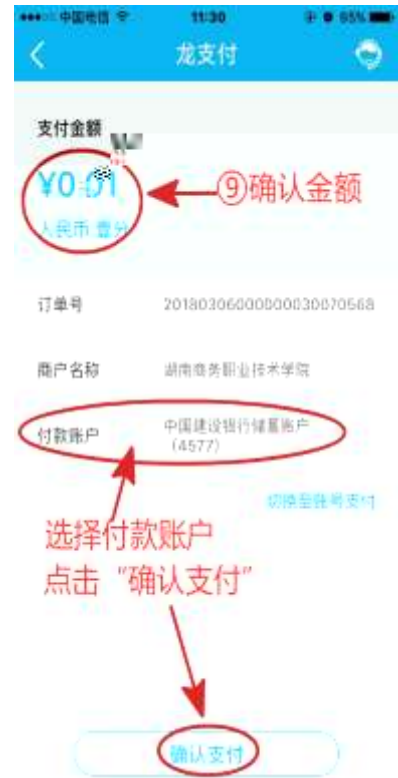 中国电信 11:30 65%
龙支付
支付金额
¥0.01
⑨确认金额
人民币 壹分
订单号 20180306000000030070568
商户名称 湖南商务职业技术学院
付款账户 中国建设银行储蓄账户
(4577)
切换至账号支付
选择付款账户
点击“确认支付”
确认支付